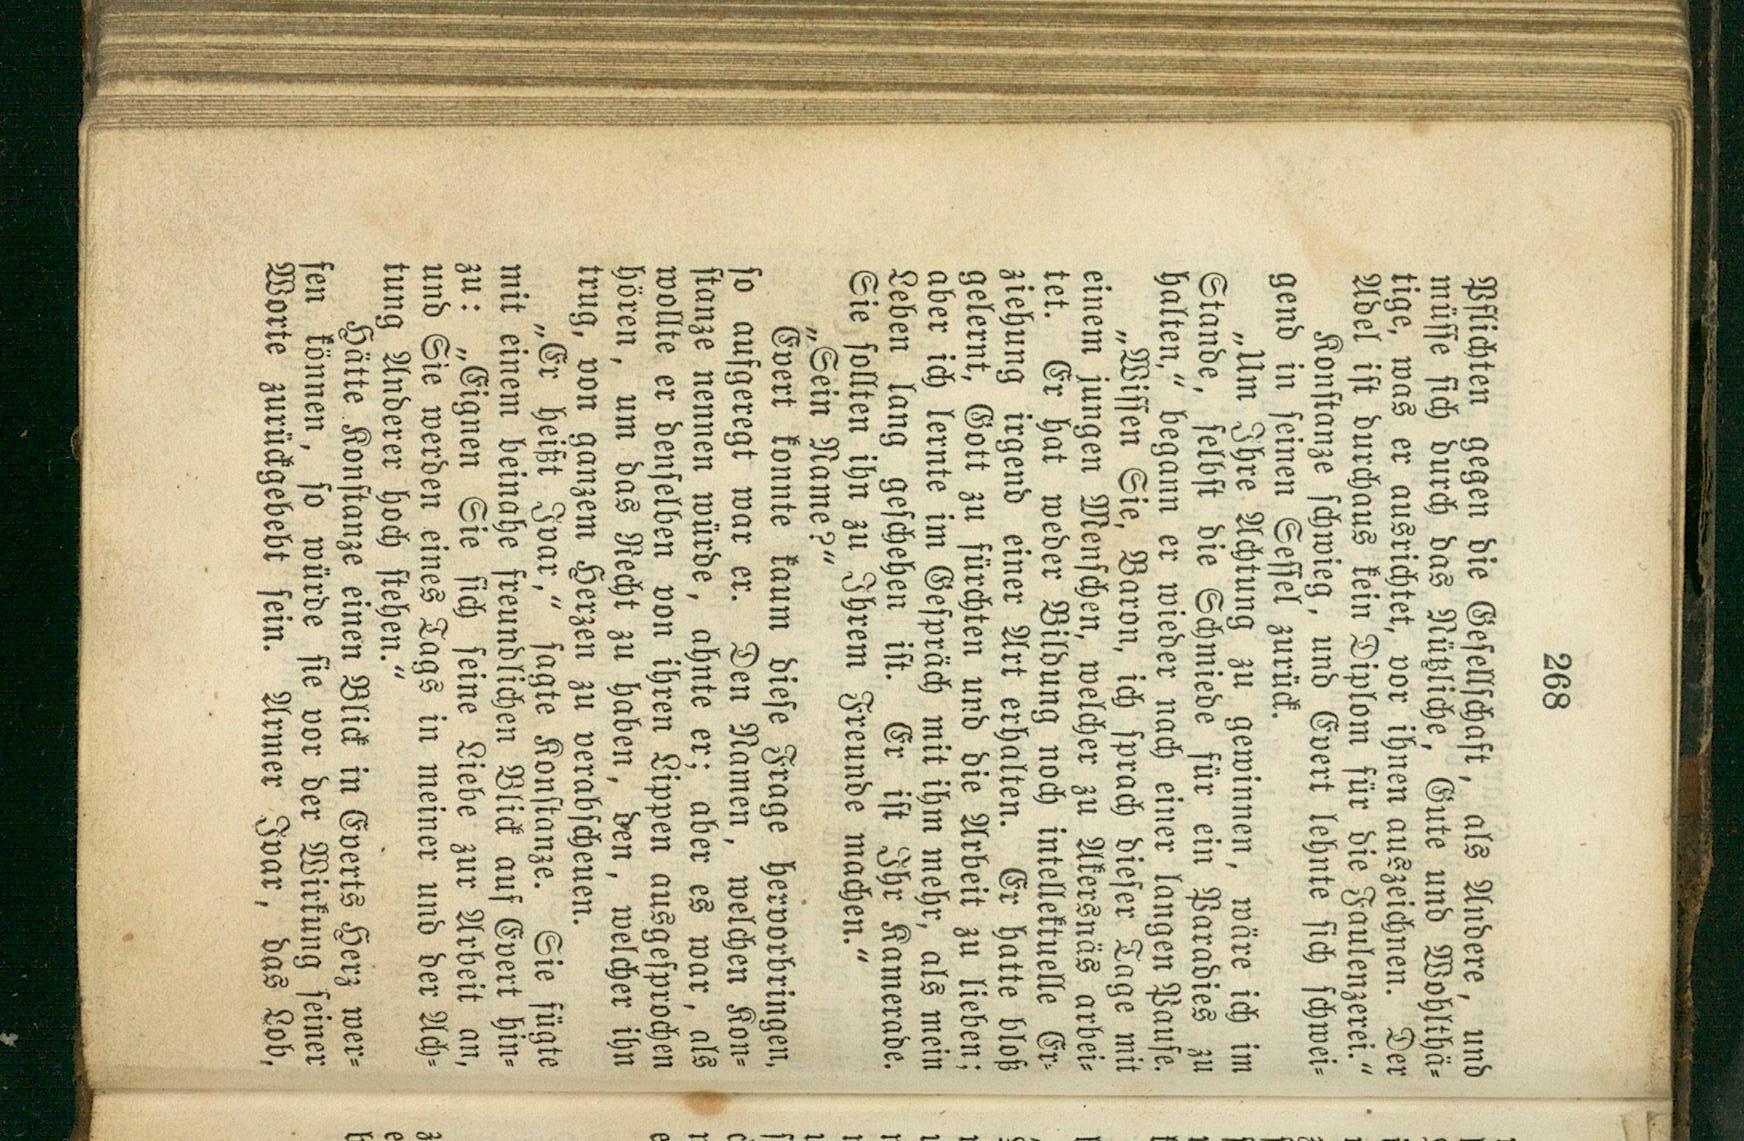 268
Pflichten gegen die Gesellschaft, als Andere, und
müsse sich durch das Nützliche, Gute und Wohlthä-
tige, was er ausrichtet, vor ihnen auszeichnen. Der
Adel ist durchaus kein Diplom für die Faulenzerei.“
Konstanze schwieg, und Evert lehnte sich schwei-
gend in seinen Sessel zurück.
„Um Ihre Achtung zu gewinnen, wäre ich im
Stande, selbst die Schmiede für ein Paradies zu
halten,“ begann er wieder nach einer langen Pause.
„Wissen Sie, Baron, ich sprach dieser Tage mit
einem jungen Menschen, welcher zu Akersnäs arbei-
tet. Er hat weder Bildung noch intellektuelle Er-
ziehung irgend einer Art erhalten. Er hatte bloß
gelernt, Gott zu fürchten und die Arbeit zu lieben;
aber ich lernte im Gespräch mit ihm mehr, als mein
Leben lang geschehen ist. Er ist Ihr Kamerade.
Sie sollten ihn zu Ihrem Freunde machen.“
„Sein Name?“
Evert konnte kaum diese Frage hervorbringen,
so aufgeregt war er. Den Namen, welchen Kon-
stanze nennen würde, ahnte er; aber es war, als
wollte er denselben von ihren Lippen ausgesprochen
hören, um das Recht zu haben, den, welcher ihn
trug, von ganzem Herzen zu verabscheuen.
„Er heißt Ivar,“ sagte Konstanze. Sie fügte
mit einem beinahe freundlichen Blick auf Evert hin-
zu: „Eignen Sie sich seine Liebe zur Arbeit an,
und Sie werden eines Tags in meiner und der Ach-
tung Anderer hoch stehen.“
Hätte Konstanze einen Blick in Everts Herz wer-
fen können, so würde sie vor der Wirkung seiner
Worte zurückgebebt sein. Armer Ivar, das Lob,